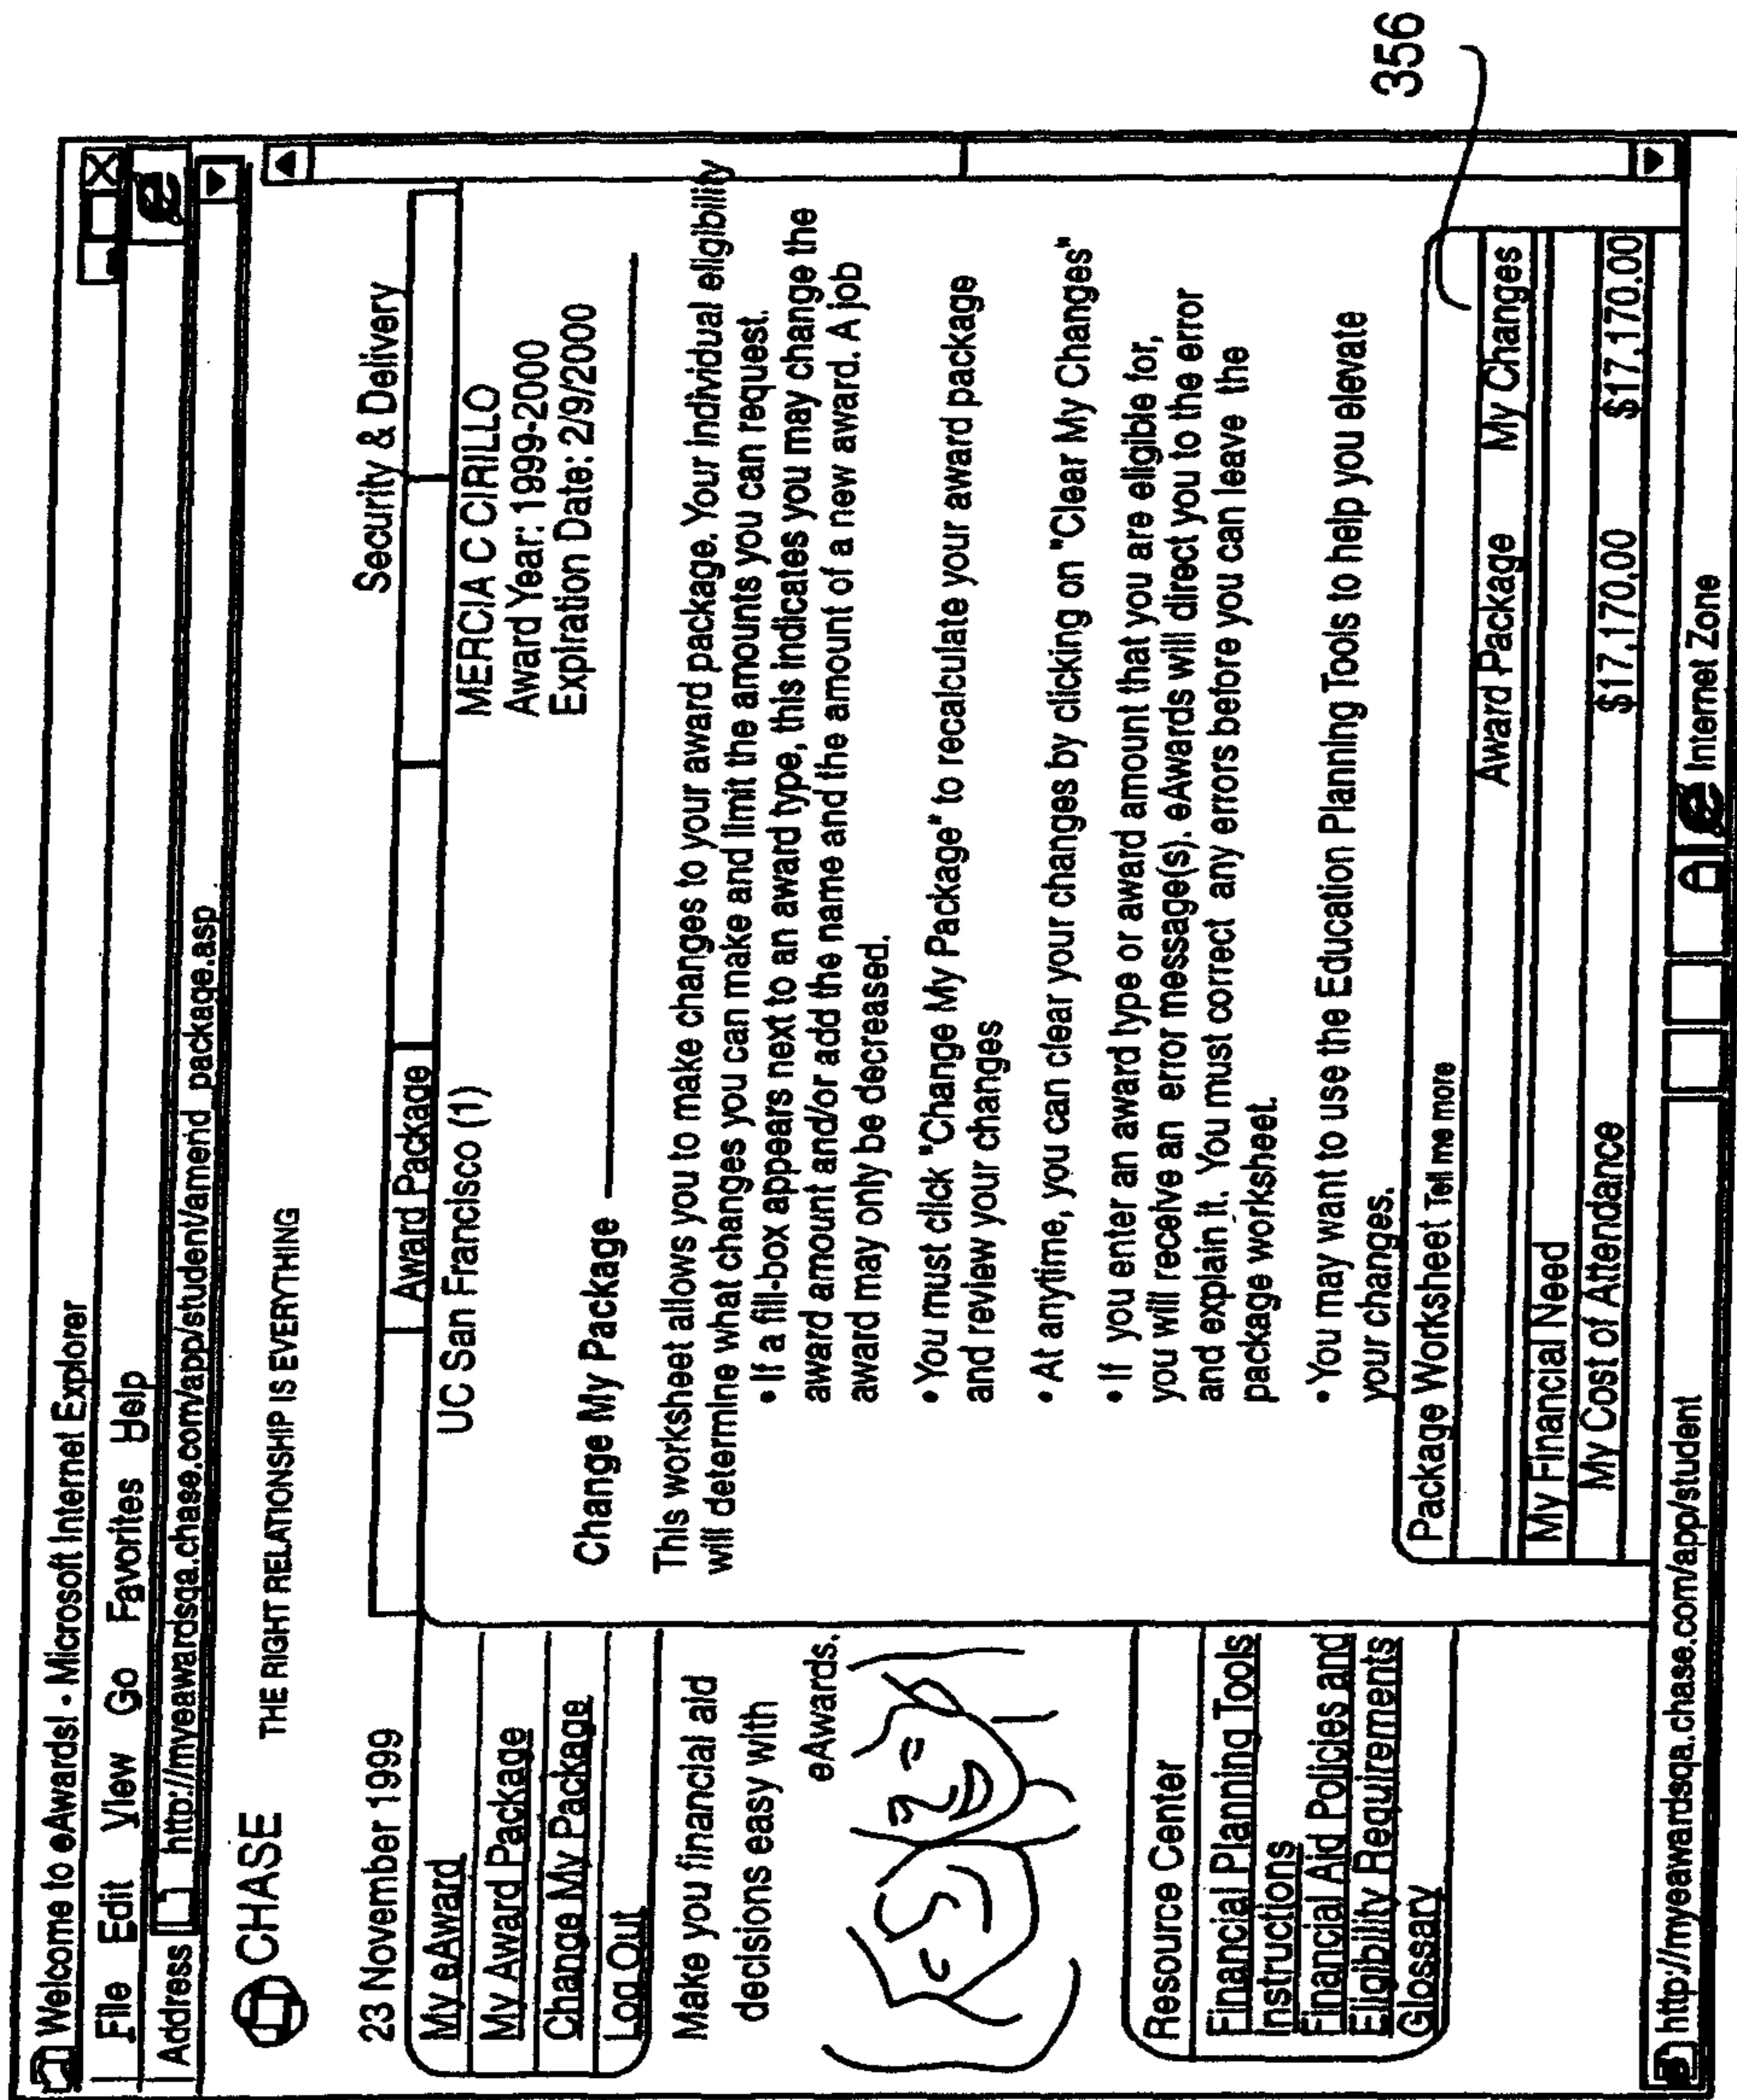 Welcome to eAwards! - Microsoft Internet Explorer
File Edit View Go Favorites Help
Address http://myeawardsqa.chase.com/app/student/amend_package.asp
CHASE THE RIGHT RELATIONSHIP IS EVERYTHING
23 November 1999
My eAward
My Award Package
Change My Package
Log Out
Make you financial aid
decisions easy with
eAwards.
Resource Center
Financial Planning Tools
Instructions
Financial Aid Policies and
Eligibility Requirements
Glossary
Security & Delivery
Award Package
UC San Francisco (1)
MERCIA C CIRILLO
Award Year: 1999-2000
Expiration Date: 2/9/2000
Change My Package
This worksheet allows you to make changes to your award package. Your individual eligibility
will determine what changes you can make and limit the amounts you can request.
• If a fill-box appears next to an award type, this indicates you may change the
award amount and/or add the name and the amount of a new award. A job
award may only be decreased.
• You must click "Change My Package" to recalculate your award package
and review your changes
• At anytime, you can clear your changes by clicking on "Clear My Changes"
• If you enter an award type or award amount that you are eligible for,
you will receive an error message(s). eAwards will direct you to the error
and explain it. You must correct any errors before you can leave the
package worksheet.
• You may want to use the Education Planning Tools to help you elevate
your changes.
356
Package Worksheet Tell me more
Award Package My Changes
My Financial Need
My Cost of Attendance $17,170,00 $17,170.00
http://myeawardsqa.chase.com/app/student Internet Zone